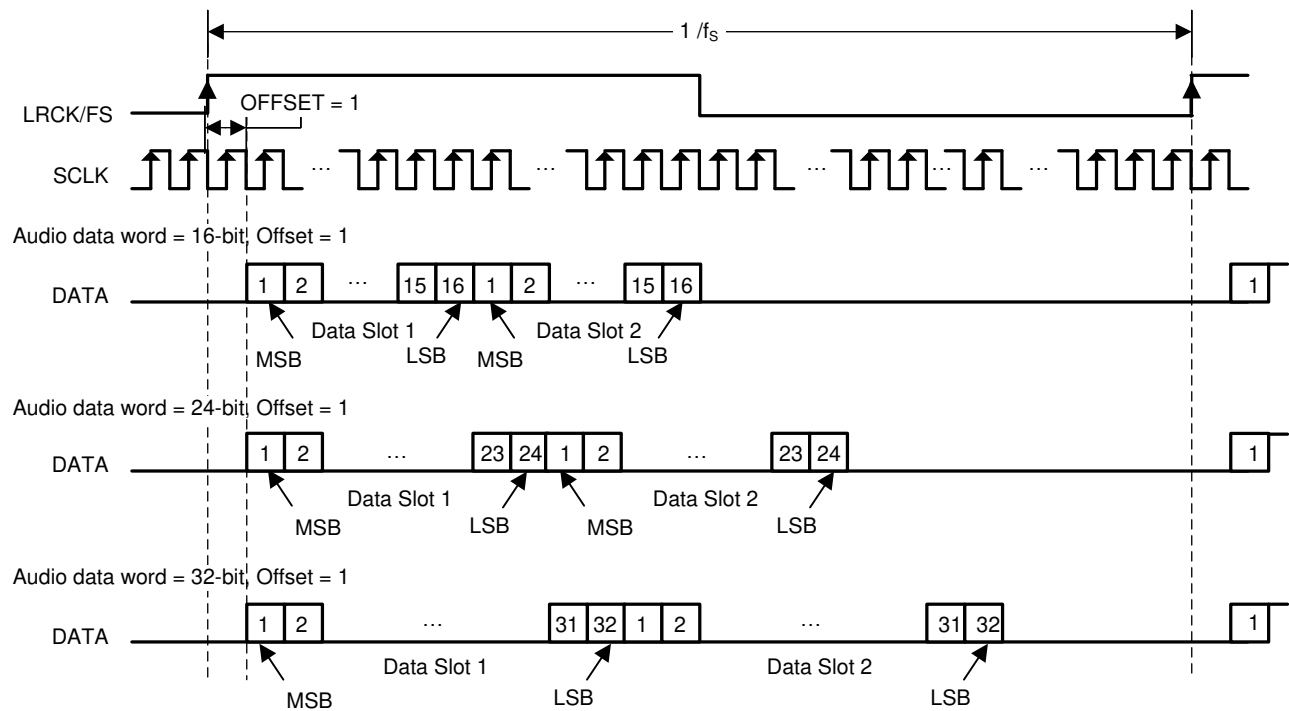 1 /fS
LRCK/FS
OFFSET = 1
SCLK … … … … …
Audio data word = 16-bit, Offset = 1
DATA 1 2 … 15 16 1 2 … 15 16 1
Data Slot 1 Data Slot 2
MSB LSB MSB LSB
Audio data word = 24-bit, Offset = 1
DATA 1 2 … 23 24 1 2 … 23 24 1
Data Slot 1 Data Slot 2
MSB LSB MSB LSB
Audio data word = 32-bit, Offset = 1
DATA 1 2 … 31 32 1 2 … 31 32 1
Data Slot 1 Data Slot 2
MSB LSB LSB